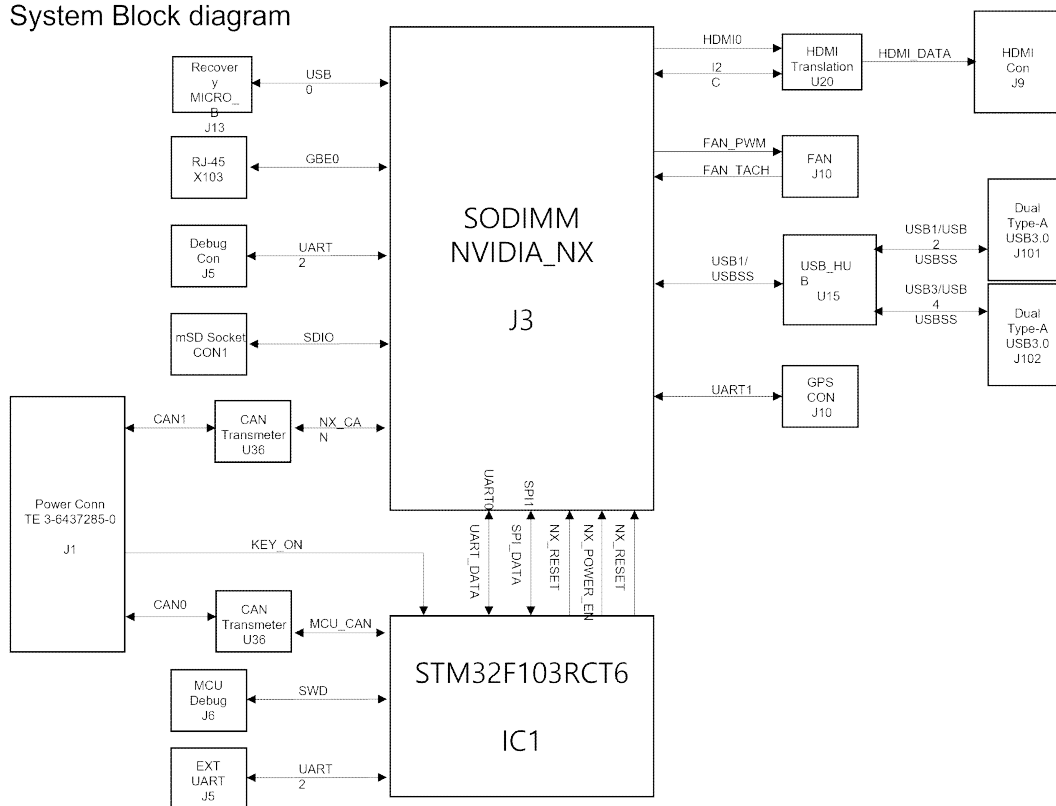 System Block diagram
Recover
y
MICRO_
B
J13
USB
0
RJ-45
X103
GBE0
Debug
Con
J5
UART
2
mSD Socket
CON1
SDIO
SODIMM
NVIDIA_NX
J3
HDMI0
I2
C
HDMI
Translation
U20
HDMI_DATA
HDMI
Con
J9
FAN_PWM
FAN_TACH
FAN
J10
USB1/
USBSS
USB_HU
B
U15
USB1/USB
2
USBSS
Dual
Type-A
USB3.0
J101
USB3/USB
4
USBSS
Dual
Type-A
USB3.0
J102
UART1
GPS
CON
J10
Power Conn
TE 3-6437285-0
J1
CAN1
CAN
Transmeter
U36
NX_CA
N
KEY_ON
CAN0
CAN
Transmeter
U36
MCU_CAN
UART0
SPI1
UART_DATA
SPI_DATA
NX_RESET
NX_POWER_EN
NX_RESET
STM32F103RCT6
IC1
MCU
Debug
J6
SWD
EXT
UART
J5
UART
2